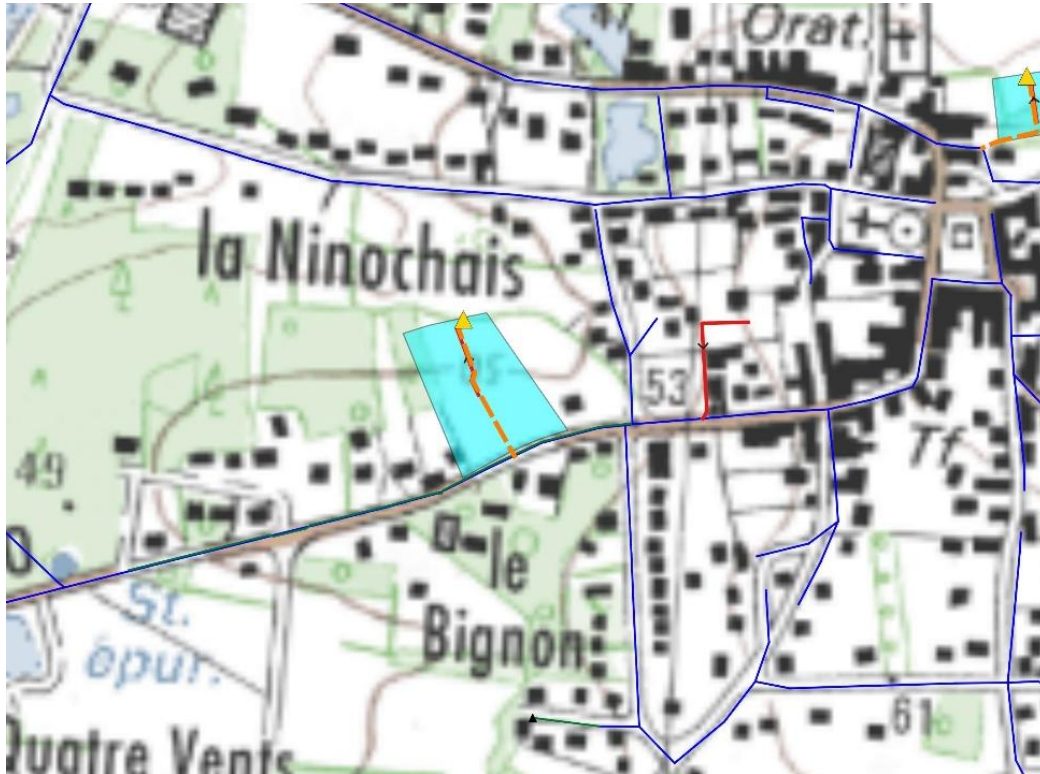 Orat.
la Ninochais
53
49
Tf
le
Bignon
St.
épur.
61
Quatre Vents